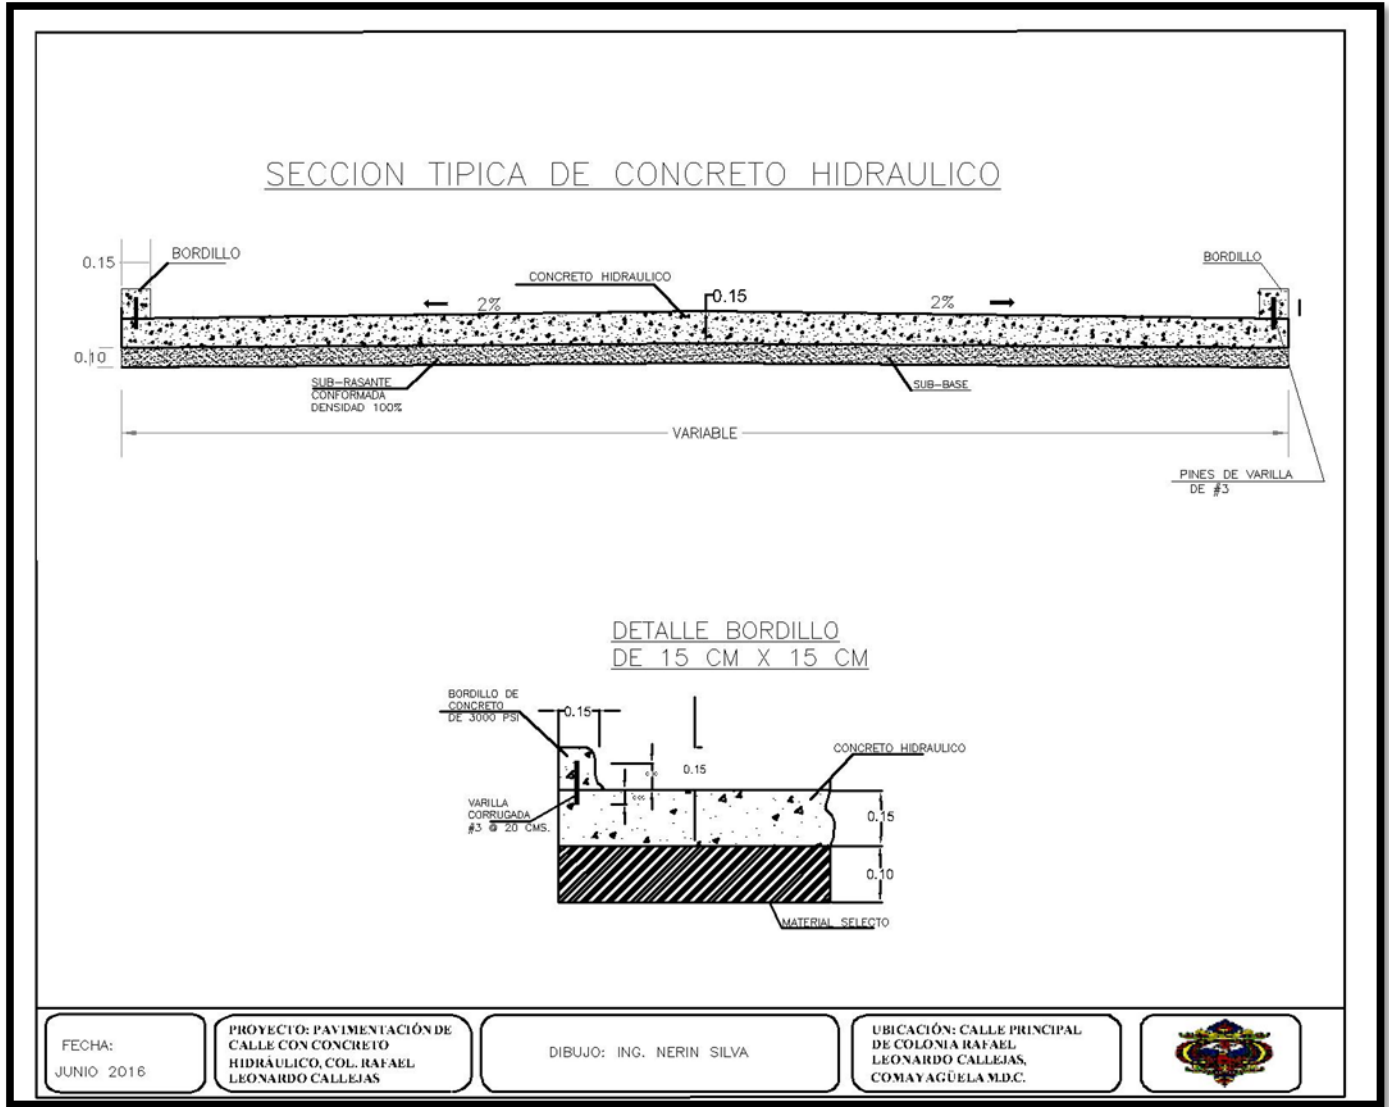 SECCION TIPICA DE CONCRETO HIDRAULICO
0.15
BORDILLO
CONCRETO HIDRAULICO
0.15
2%
2%
BORDILLO
0.10
SUB-RASANTE
CONFORMADA
DENSIDAD 100%
SUB-BASE
VARIABLE
PINES DE VARILLA
DE #3
DETALLE BORDILLO
DE 15 CM X 15 CM
BORDILLO DE
CONCRETO
DE 3000 PSI
0.15
CONCRETO HIDRAULICO
0.15
VARILLA
CORRUGADA
#3 @ 20 CMS.
0.15
0.10
MATERIAL SELECTO
FECHA:
JUNIO 2016
PROYECTO: PAVIMENTACIÓN DE
CALLE CON CONCRETO
HIDRÁULICO, COL. RAFAEL
LEONARDO CALLEJAS
DIBUJO: ING. NERIN SILVA
UBICACIÓN: CALLE PRINCIPAL
DE COLONIA RAFAEL
LEONARDO CALLEJAS,
COMAYAGÜELA M.D.C.